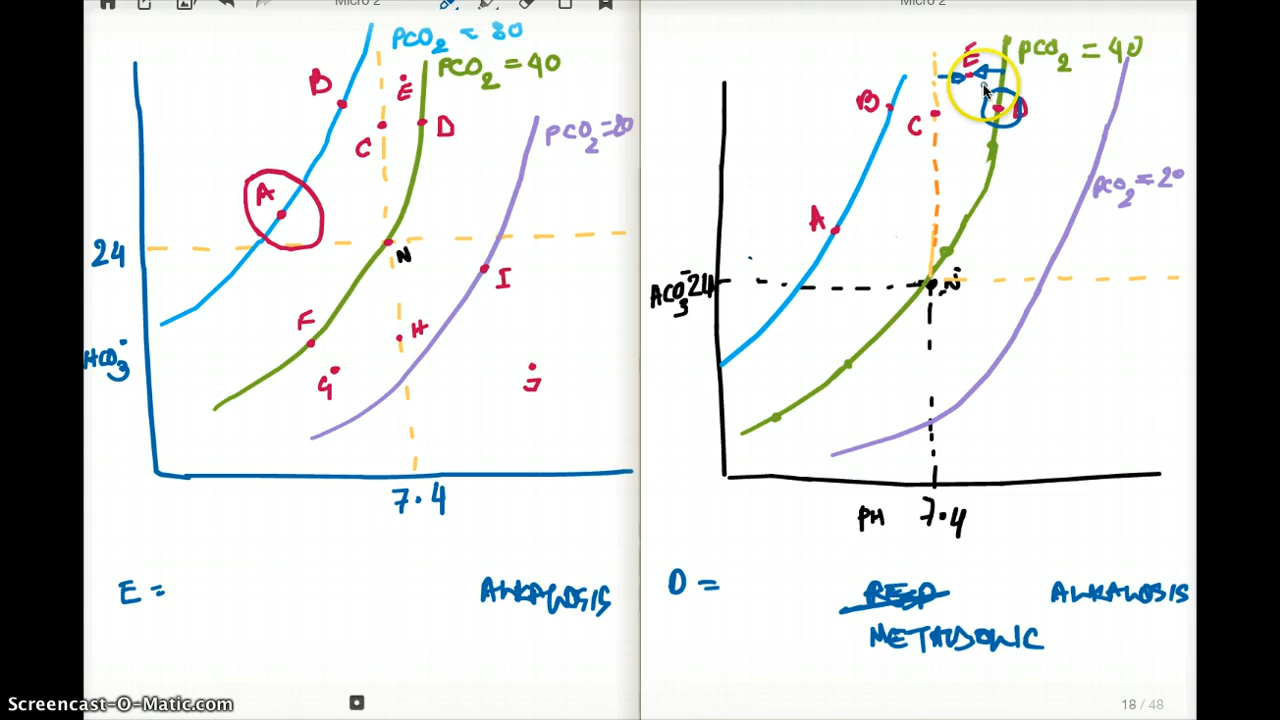 Micro 2
Micro 2
PCO2 = 80
PCO2 = 40
PCO2=20
B
E
D
C
A
24
N
I
F
H
HCO3-
G
J
7.4
E =
ALKALOSIS
PCO2 = 40
E
B
C
D
PCO2=20
A
HCO3- 24
N
PH 7.4
D = RESP ALKALOSIS
METABOLIC
18 / 48
Screencast-O-Matic.com